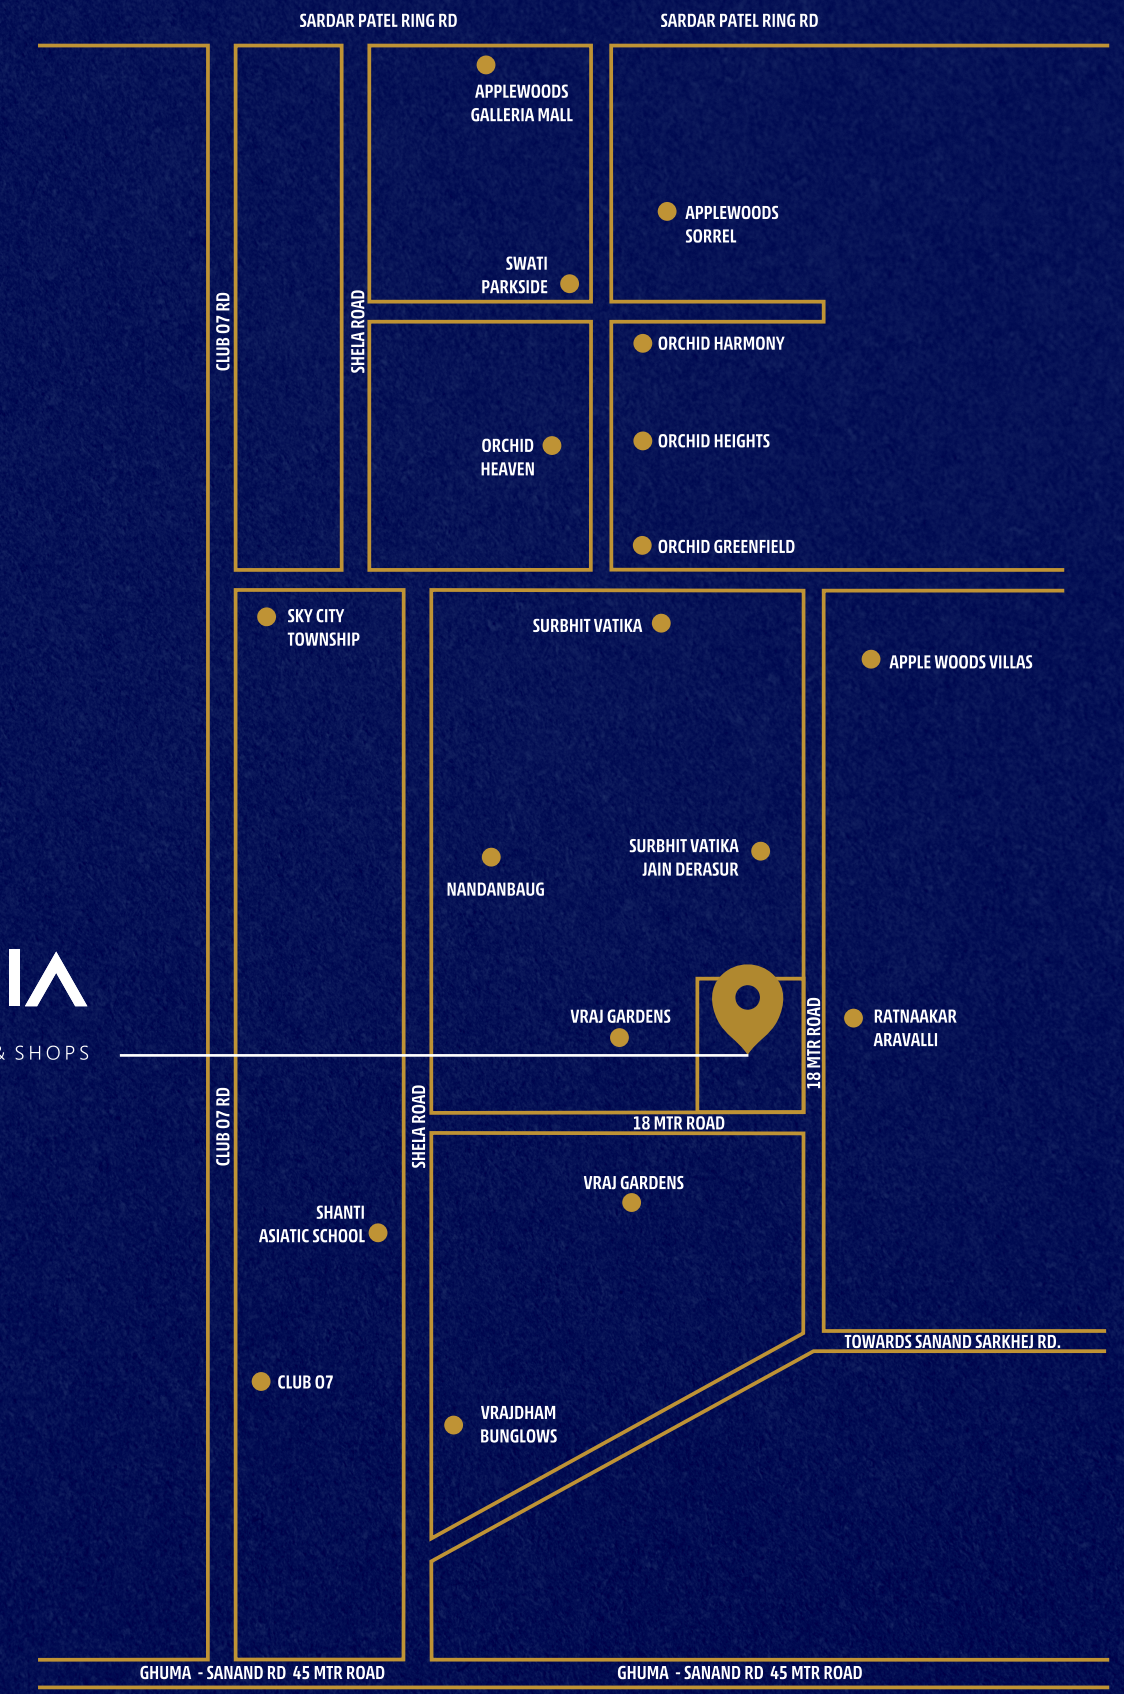 SARDAR PATEL RING RD
SARDAR PATEL RING RD
APPLEWOODS
GALLERIA MALL
APPLEWOODS
SORREL
SWATI
PARKSIDE
CLUB O7 RD
SHELA ROAD
ORCHID HARMONY
ORCHID HEIGHTS
ORCHID
HEAVEN
ORCHID GREENFIELD
SKY CITY
TOWNSHIP
SURBHIT VATIKA
APPLE WOODS VILLAS
SURBHIT VATIKA
JAIN DERASUR
NANDANBAUG
VRAJ GARDENS
18 MTR ROAD
RATNAAKAR
ARAVALLI
& SHOPS
CLUB O7 RD
SHELA ROAD
18 MTR ROAD
VRAJ GARDENS
SHANTI
ASIATIC SCHOOL
TOWARDS SANAND SARKHEJ RD.
CLUB O7
VRAJDHAM
BUNGLOWS
GHUMA - SANAND RD 45 MTR ROAD
GHUMA - SANAND RD 45 MTR ROAD